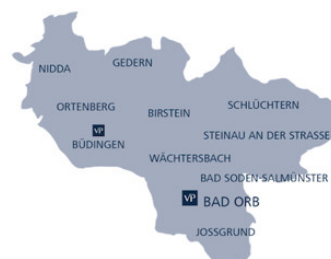 GEDERN
NIDDA
ORTENBERG
BIRSTEIN
SCHLÜCHTERN
VP
BÜDINGEN
STEINAU AN DER STRASSE
WÄCHTERSBACH
BAD SODEN-SALMÜNSTER
VP BAD ORB
JOSSGRUND